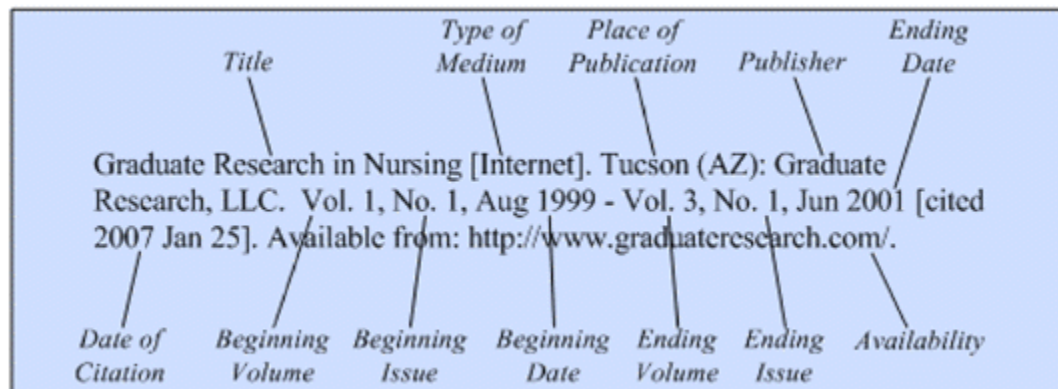 Type of Place of Ending
Title Medium Publication Publisher Date
Graduate Research in Nursing [Internet]. Tucson (AZ): Graduate
Research, LLC. Vol. 1, No. 1, Aug 1999 - Vol. 3, No. 1, Jun 2001 [cited
2007 Jan 25]. Available from: http://www.graduateresearch.com/.
Date of Beginning Beginning Beginning Ending Ending Availability
Citation Volume Issue Date Volume Issue